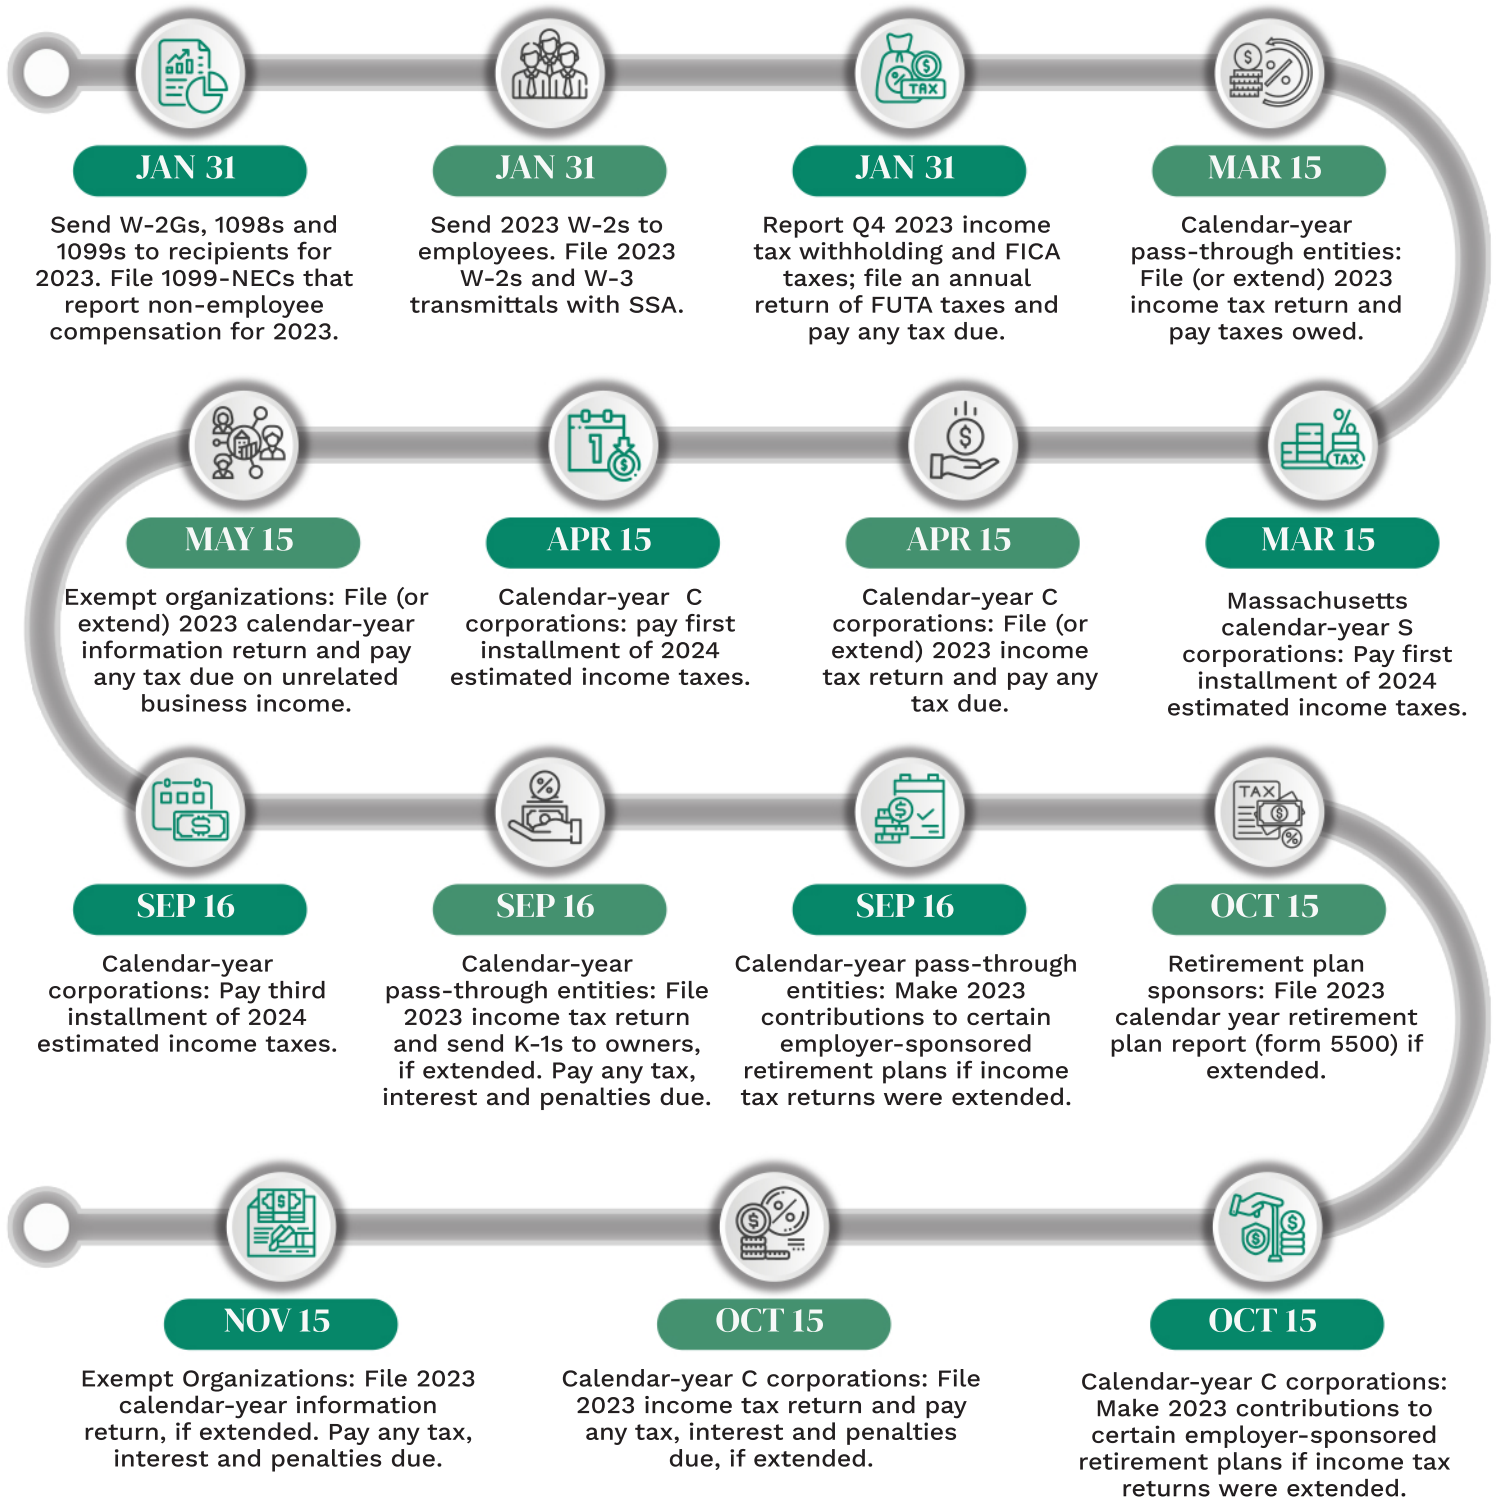 JAN 31
Send W-2Gs, 1098s and
1099s to recipients for
2023. File 1099-NECs that
report non-employee
compensation for 2023.
JAN 31
Send 2023 W-2s to
employees. File 2023
W-2s and W-3
transmittals with SSA.
TAX
JAN 31
Report Q4 2023 income
tax withholding and FICA
taxes; file an annual
return of FUTA taxes and
pay any tax due.
MAR 15
Calendar-year
pass-through entities:
File (or extend) 2023
income tax return and
pay taxes owed.
TAX
MAR 15
Massachusetts
calendar-year S
corporations: Pay first
installment of 2024
estimated income taxes.
APR 15
Calendar-year C
corporations: File (or
extend) 2023 income
tax return and pay any
tax due.
1
APR 15
Calendar-year C
corporations: pay first
installment of 2024
estimated income taxes.
MAY 15
Exempt organizations: File (or
extend) 2023 calendar-year
information return and pay
any tax due on unrelated
business income.
SEP 16
Calendar-year
corporations: Pay third
installment of 2024
estimated income taxes.
SEP 16
Calendar-year
pass-through entities: File
2023 income tax return
and send K-1s to owners,
if extended. Pay any tax,
interest and penalties due.
SEP 16
Calendar-year pass-through
entities: Make 2023
contributions to certain
employer-sponsored
retirement plans if income
tax returns were extended.
TAX
OCT 15
Retirement plan
sponsors: File 2023
calendar year retirement
plan report (form 5500) if
extended.
OCT 15
Calendar-year C corporations:
Make 2023 contributions to
certain employer-sponsored
retirement plans if income tax
returns were extended.
OCT 15
Calendar-year C corporations: File
2023 income tax return and pay
any tax, interest and penalties
due, if extended.
NOV 15
Exempt Organizations: File 2023
calendar-year information
return, if extended. Pay any tax,
interest and penalties due.